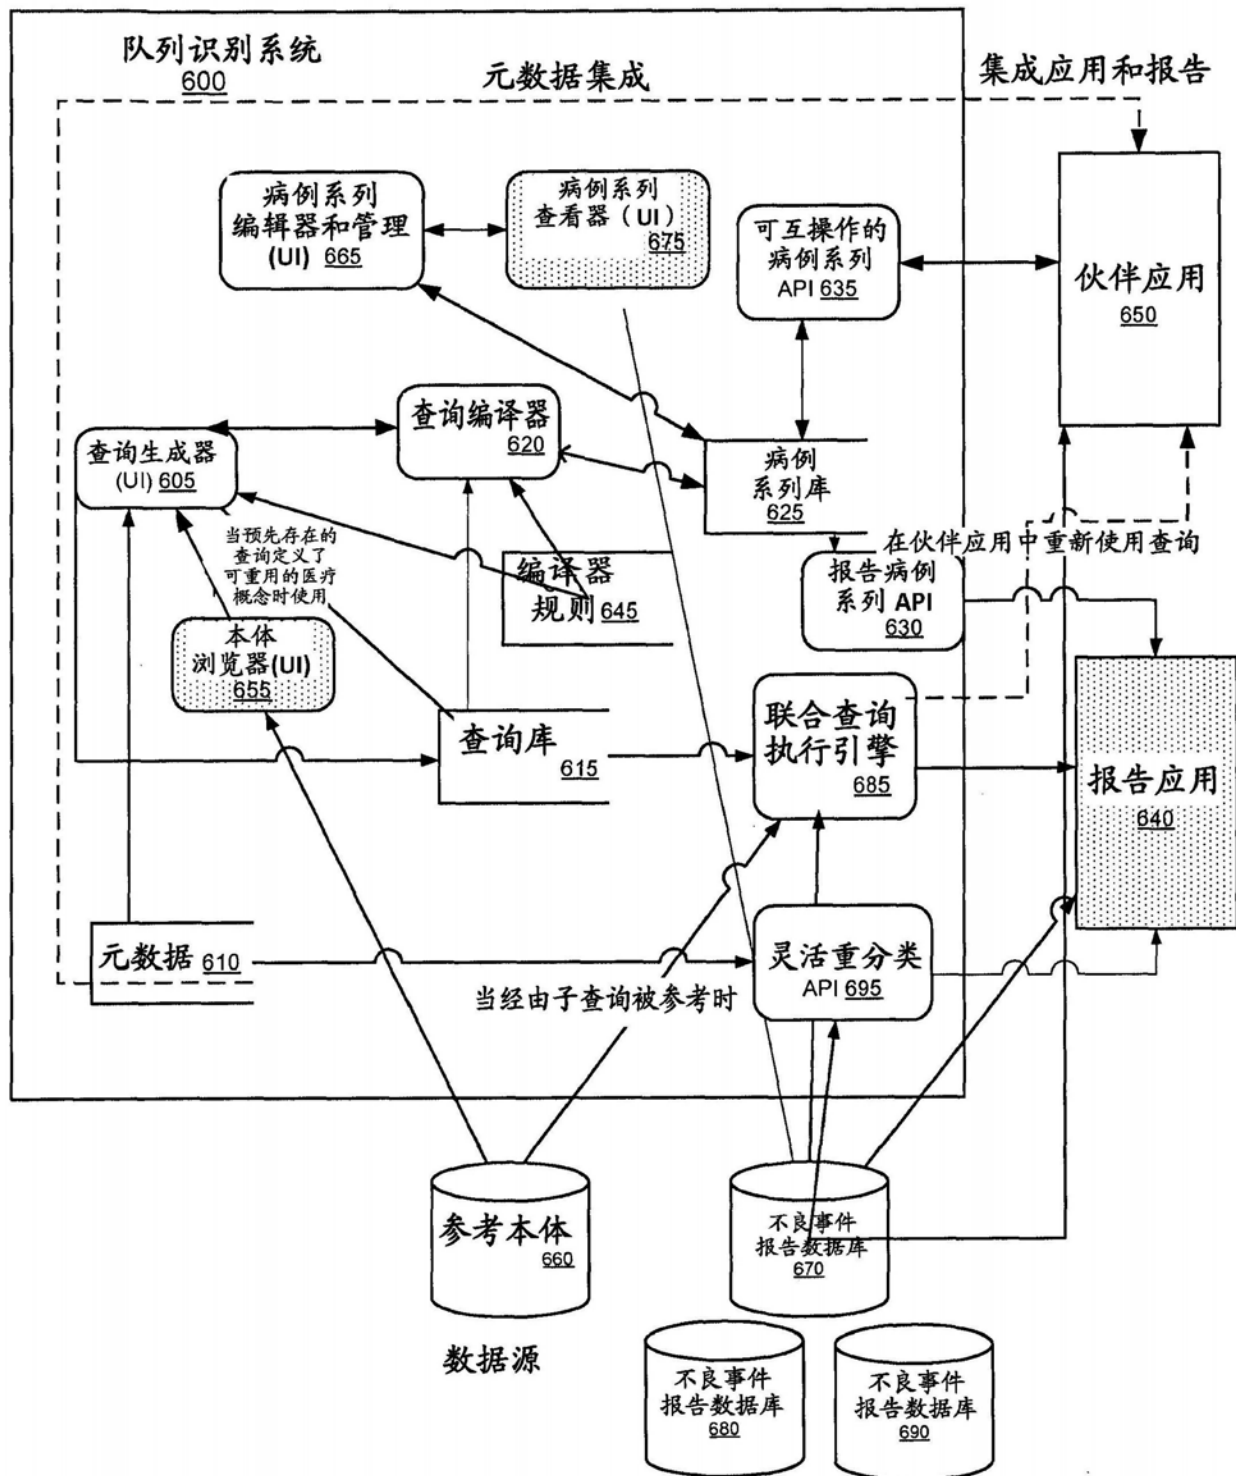 队列识别系统
600
元数据集成
集成应用和报告
病例系列
编辑器和管理
(UI) 665
病例系列
查看器（UI）
675
可互操作的
病例系列
API 635
伙伴应用
650
查询编译器
620
查询生成器
(UI) 605
病例
系列库
625
当预先存在的
查询定义了
可重用的医疗
概念时使用
在伙伴应用中重新使用查询
编译器
规则 645
报告病例
系列 API
630
本体
浏览器(UI)
655
联合查询
执行引擎
685
查询库
615
报告应用
640
元数据 610
灵活重分类
API 695
当经由子查询被参考时
参考本体
660
不良事件
报告数据库
670
数据源
不良事件
报告数据库
680
不良事件
报告数据库
690